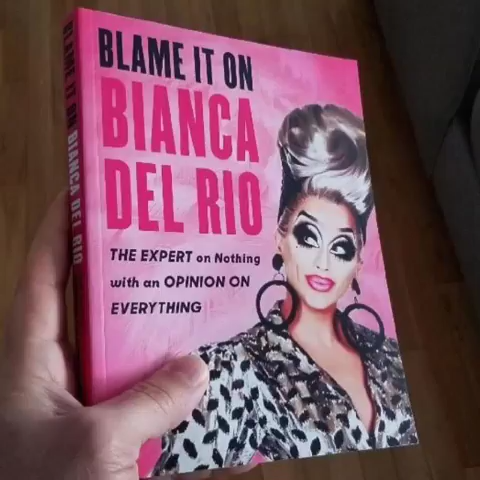 BLAME IT ON
BIANCA
DEL RIO
THE EXPERT on Nothing
with an OPINION ON
EVERYTHING
BLAME IT ON BIANCA DEL RIO